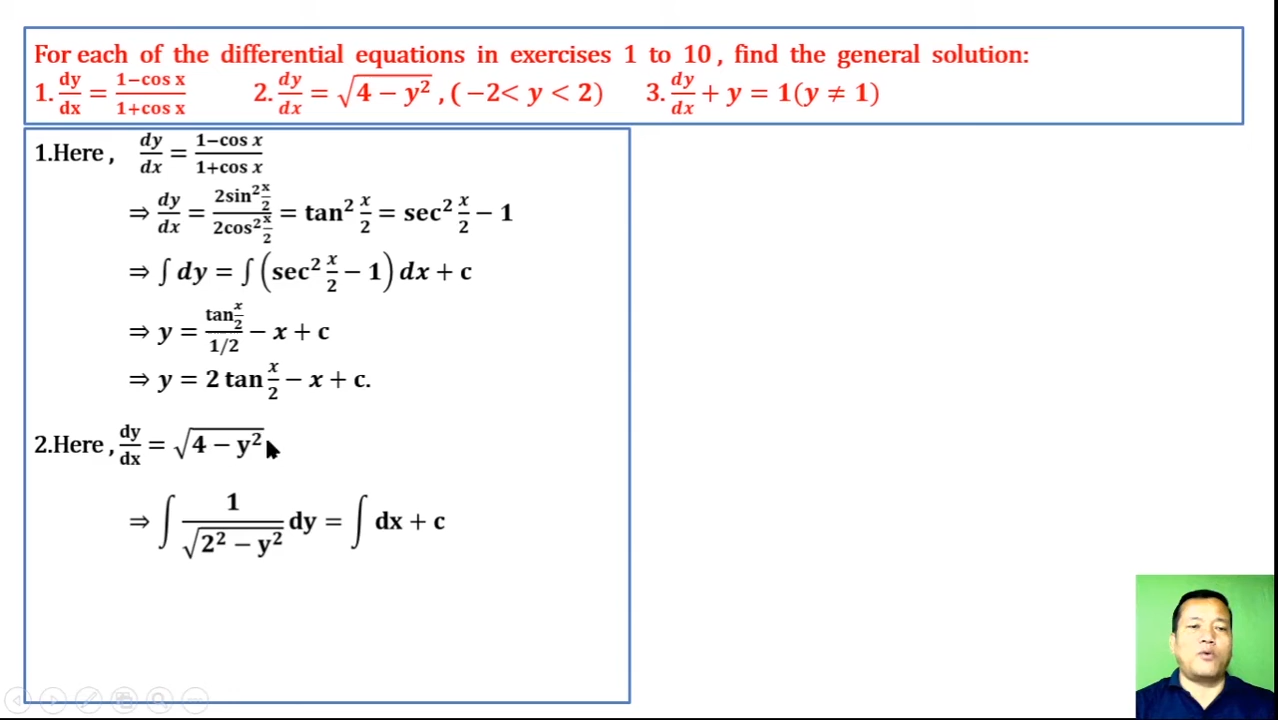 For each of the differential equations in exercises 1 to 10 , find the general solution:
1. dy/dx = (1−cos x)/(1+cos x)   2. dy/dx = √(4 − y²) , ( −2< y < 2)   3. dy/dx + y = 1(y ≠ 1)
1.Here , dy/dx = (1−cos x)/(1+cos x)
⇒ dy/dx = (2sin² x/2)/(2cos² x/2) = tan² x/2 = sec² x/2 − 1
⇒ ∫ dy = ∫ (sec² x/2 − 1) dx + c
⇒ y = (tan x/2)/(1/2) − x + c
⇒ y = 2 tan x/2 − x + c.
2.Here , dy/dx = √(4 − y²)
⇒ ∫ 1/√(2² − y²) dy = ∫ dx + c